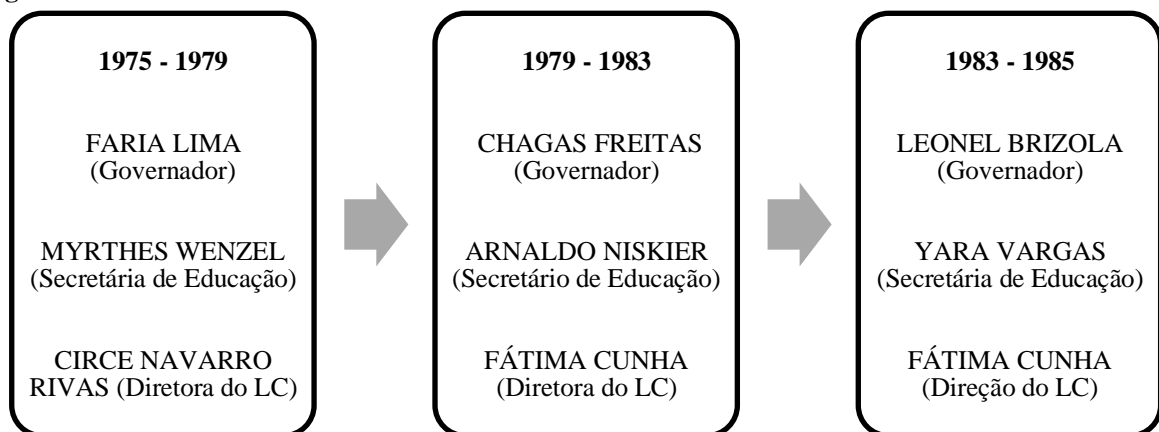 1975 - 1979
FARIA LIMA
(Governador)
MYRTHES WENZEL
(Secretária de Educação)
CIRCE NAVARRO
RIVAS (Diretora do LC)
1979 - 1983
CHAGAS FREITAS
(Governador)
ARNALDO NISKIER
(Secretário de Educação)
FÁTIMA CUNHA
(Diretora do LC)
1983 - 1985
LEONEL BRIZOLA
(Governador)
YARA VARGAS
(Secretária de Educação)
FÁTIMA CUNHA
(Direção do LC)